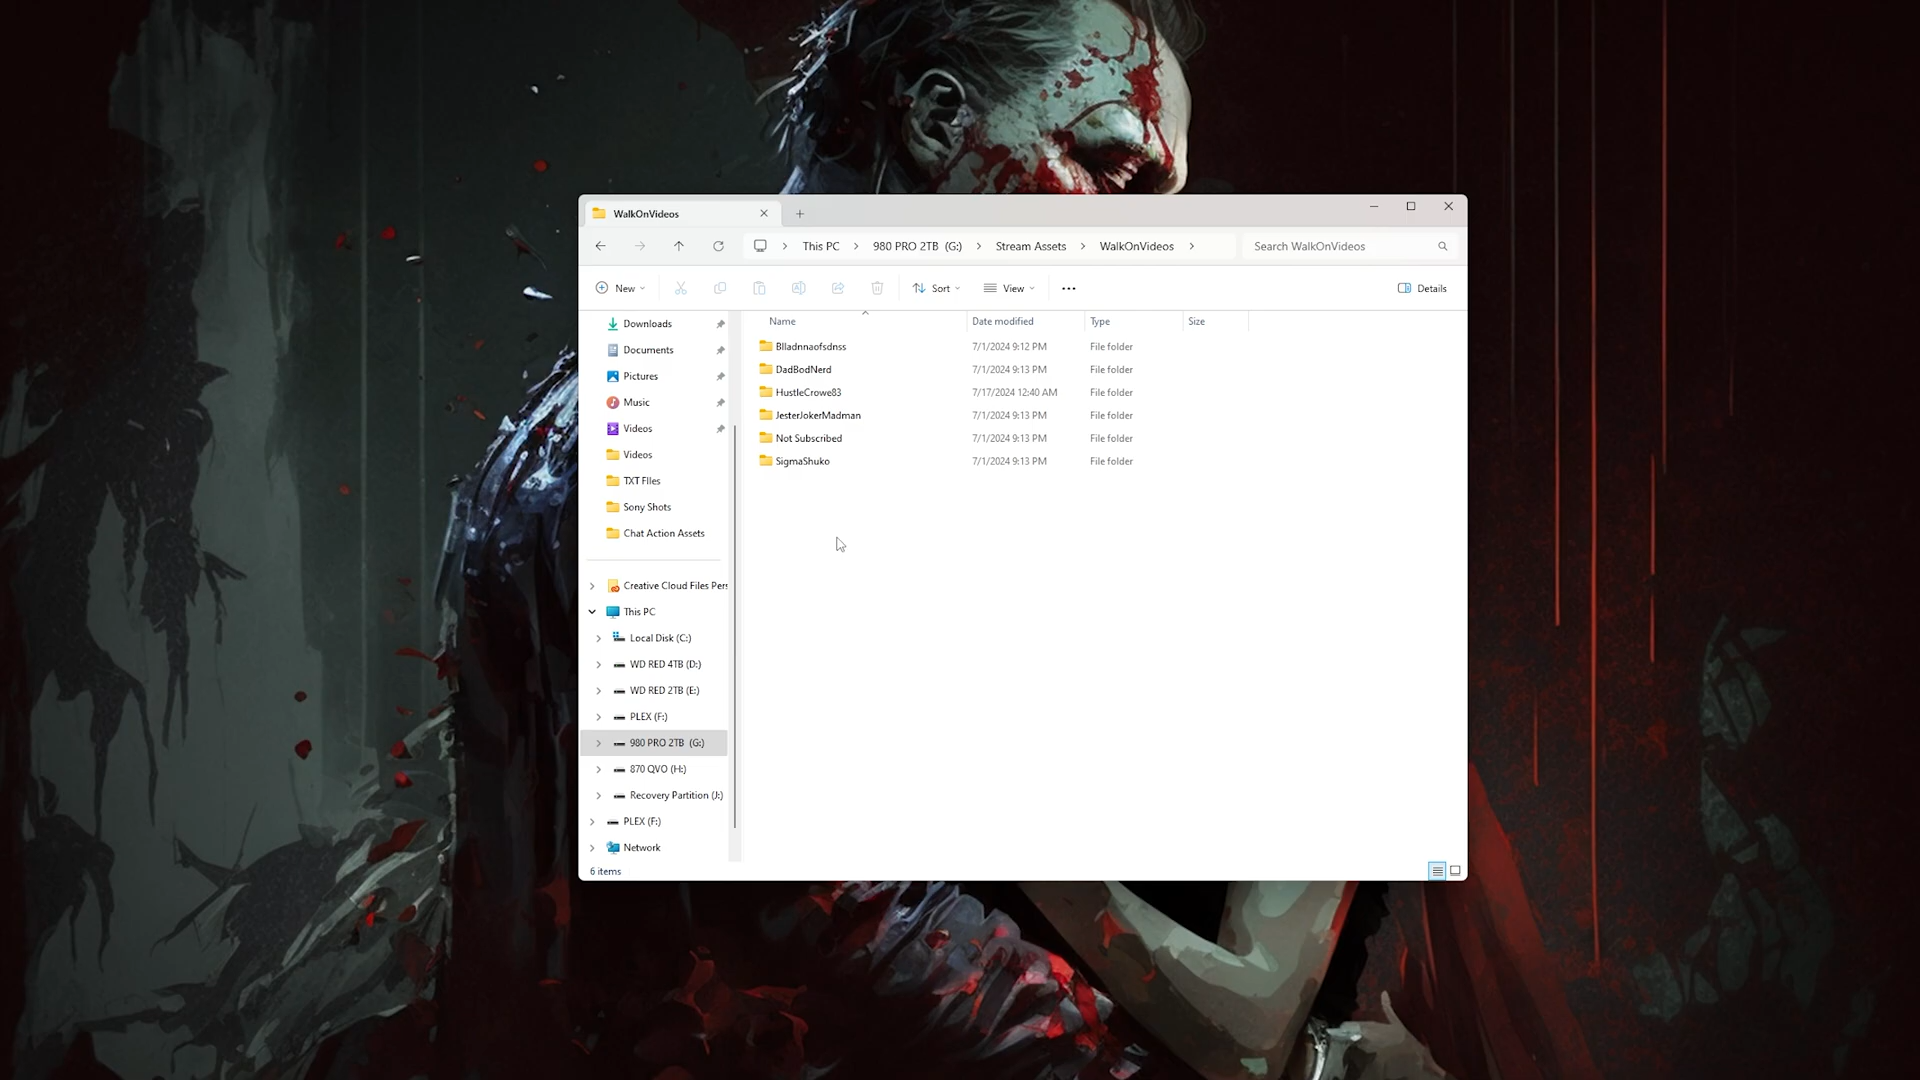 WalkOnVideos
This PC > 980 PRO 2TB (G:) > Stream Assets > WalkOnVideos >
Search WalkOnVideos
New
Sort
View
Details
Name
Date modified
Type
Size
Blladnnaofsdnss 7/1/2024 9:12 PM File folder
DadBodNerd 7/1/2024 9:13 PM File folder
HustleCrowe83 7/17/2024 12:40 AM File folder
JesterJokerMadman 7/1/2024 9:13 PM File folder
Not Subscribed 7/1/2024 9:13 PM File folder
SigmaShuko 7/1/2024 9:13 PM File folder
Downloads
Documents
Pictures
Music
Videos
Videos
TXT FIles
Sony Shots
Chat Action Assets
Creative Cloud Files Pers
This PC
Local Disk (C:)
WD RED 4TB (D:)
WD RED 2TB (E:)
PLEX (F:)
980 PRO 2TB (G:)
870 QVO (H:)
Recovery Partition (J:)
PLEX (F:)
Network
6 items